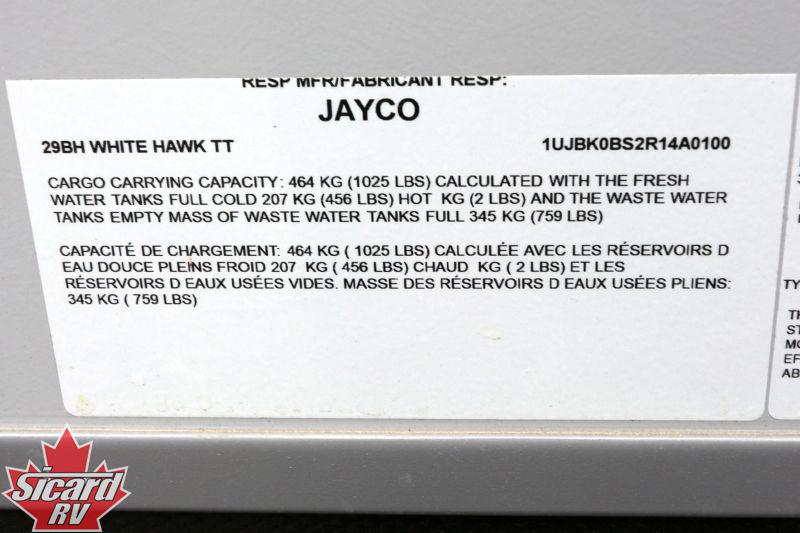 RESP MFR/FABRICANT RESP:
JAYCO
29BH WHITE HAWK TT 1UJBK0BS2R14A0100
CARGO CARRYING CAPACITY: 464 KG (1025 LBS) CALCULATED WITH THE FRESH
WATER TANKS FULL COLD 207 KG (456 LBS) HOT KG (2 LBS) AND THE WASTE WATER
TANKS EMPTY MASS OF WASTE WATER TANKS FULL 345 KG (759 LBS)
CAPACITÉ DE CHARGEMENT: 464 KG ( 1025 LBS) CALCULÉE AVEC LES RÉSERVOIRS D
EAU DOUCE PLEINS FROID 207 KG ( 456 LBS) CHAUD KG ( 2 LBS) ET LES
RÉSERVOIRS D EAUX USÉES VIDES. MASSE DES RÉSERVOIRS D EAUX USÉES PLIENS:
345 KG ( 759 LBS)
TY
TH
ST
MO
EF
AB
Sicard
RV